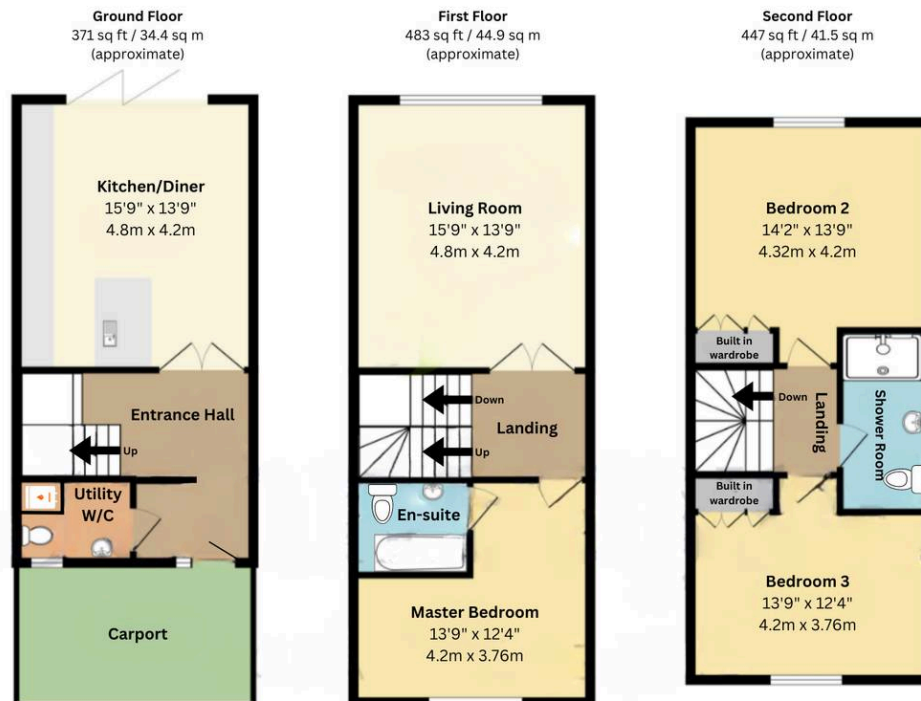 Ground Floor
371 sq ft / 34.4 sq m
(approximate)
Kitchen/Diner
15'9" x 13'9"
4.8m x 4.2m
Entrance Hall
Up
Utility
W/C
Carport
First Floor
483 sq ft / 44.9 sq m
(approximate)
Living Room
15'9" x 13'9"
4.8m x 4.2m
Down
Landing
Up
En-suite
Master Bedroom
13'9" x 12'4"
4.2m x 3.76m
Second Floor
447 sq ft / 41.5 sq m
(approximate)
Bedroom 2
14'2" x 13'9"
4.32m x 4.2m
Built in
wardrobe
Down
Landing
Shower Room
Built in
wardrobe
Bedroom 3
13'9" x 12'4"
4.2m x 3.76m